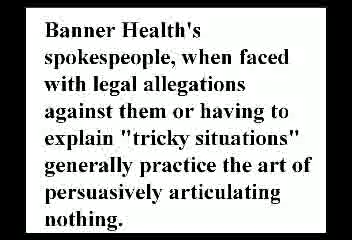 Banner Health's
spokespeople, when faced
with legal allegations
against them or having to
explain "tricky situations"
generally practice the art of
persuasively articulating
nothing.